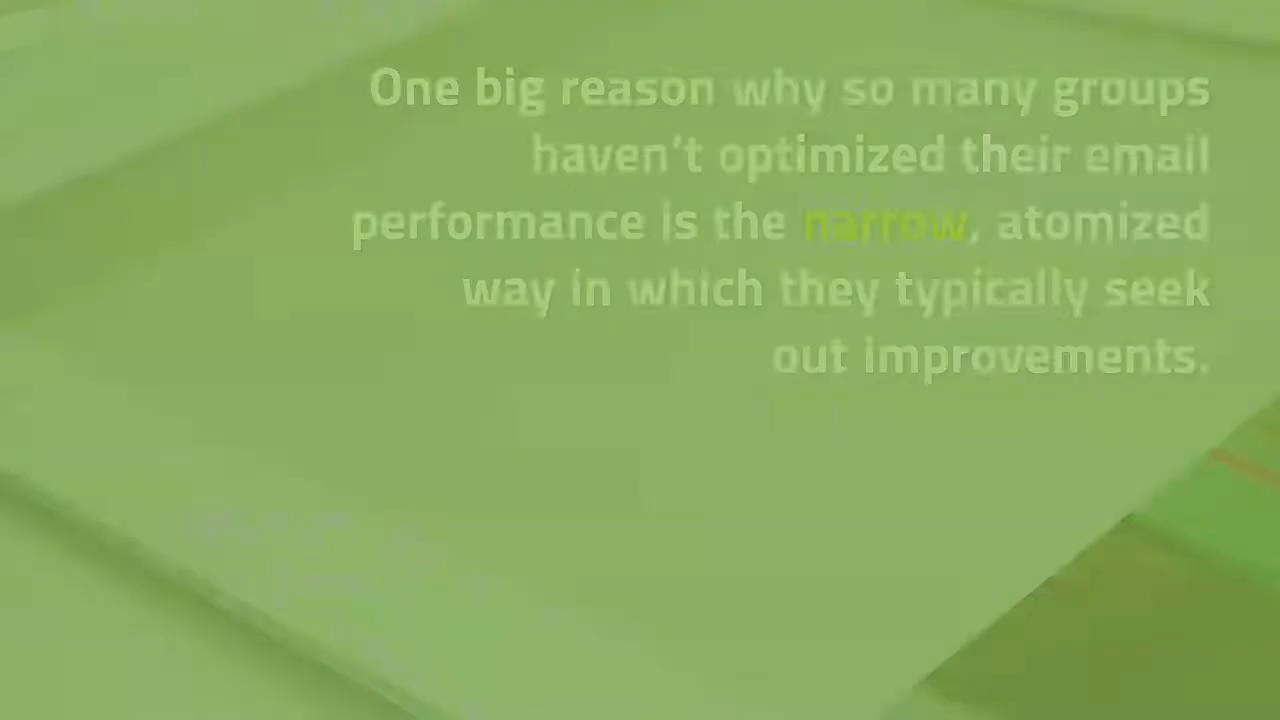 One big reason why so many groups
haven't optimized their email
performance is the narrow, atomized
way in which they typically seek
out improvements.